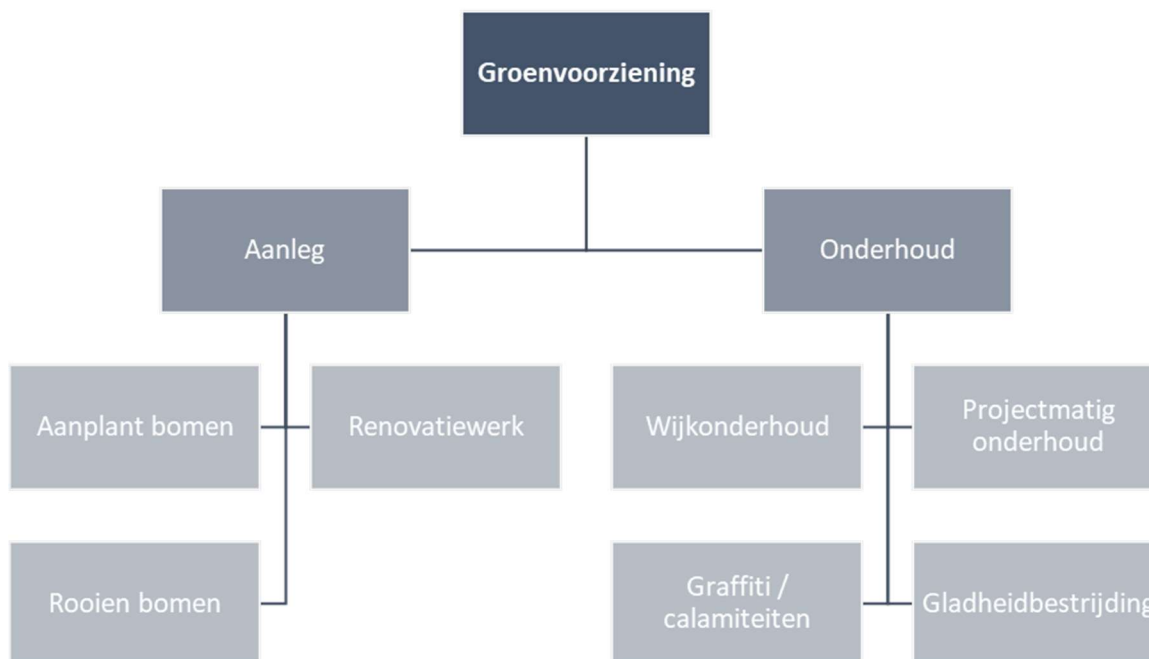 Groenvoorziening
Aanleg
Onderhoud
Aanplant bomen
Renovatiewerk
Wijkonderhoud
Projectmatig
onderhoud
Rooien bomen
Graffiti /
calamiteiten
Gladheidbestrijding